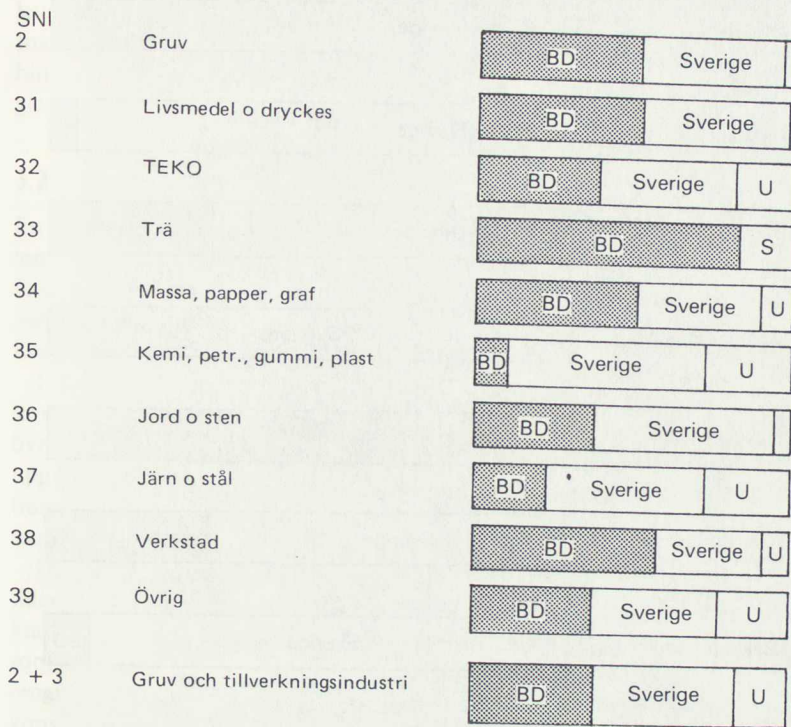 SNI
2 Gruv BD Sverige
31 Livsmedel o dryckes BD Sverige
32 TEKO BD Sverige U
33 Trä BD S
34 Massa, papper, graf BD Sverige U
35 Kemi, petr., gummi, plast BD Sverige U
36 Jord o sten BD Sverige
37 Järn o stål BD Sverige U
38 Verkstad BD Sverige U
39 Övrig BD Sverige U
2 + 3 Gruv och tillverkningsindustri BD Sverige U